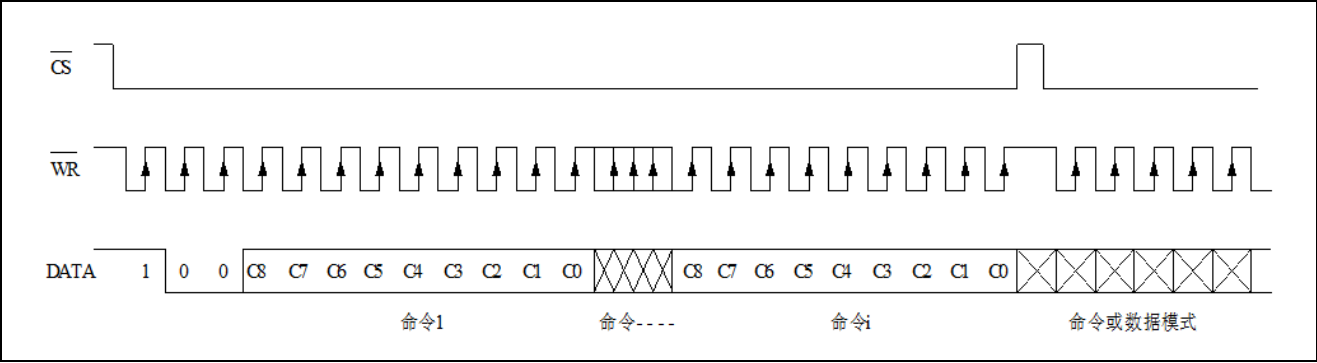 CS
WR
DATA 1 0 0 C8 C7 C6 C5 C4 C3 C2 C1 C0 C8 C7 C6 C5 C4 C3 C2 C1 C0
命令1 命令---- 命令i 命令或数据模式